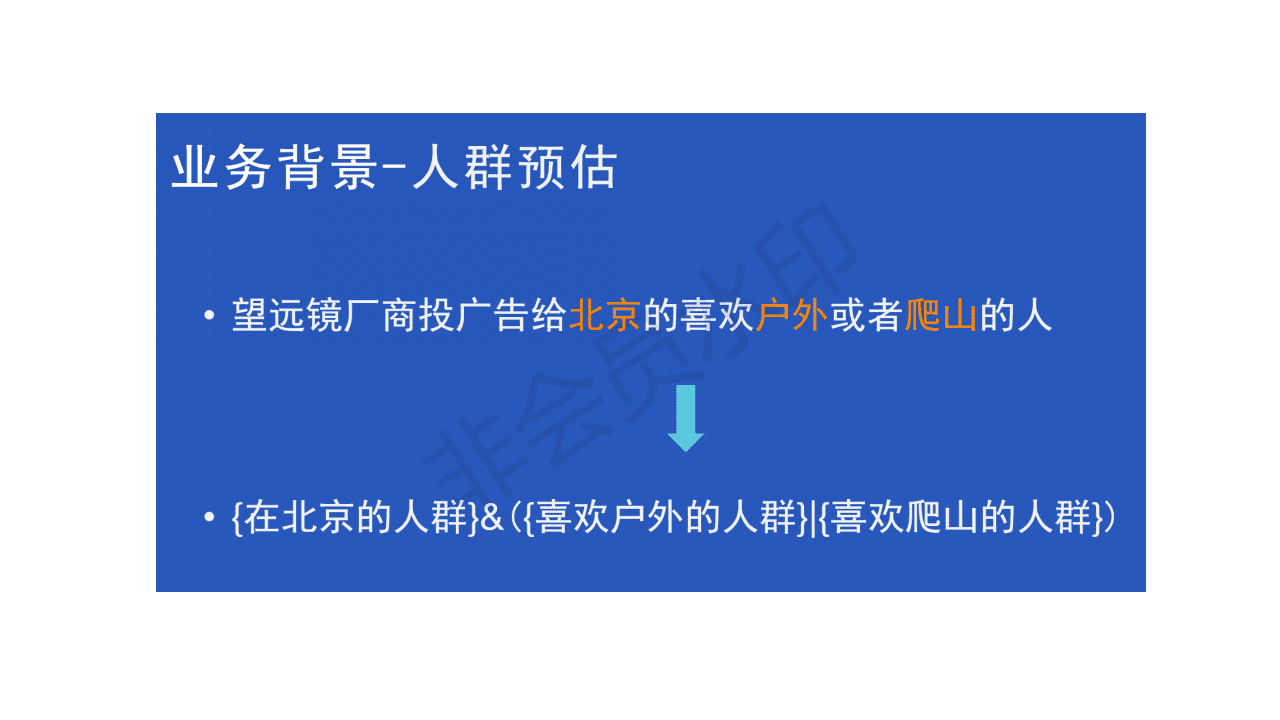 业务背景-人群预估
• 望远镜厂商投广告给北京的喜欢户外或者爬山的人
• {在北京的人群}&({喜欢户外的人群}|{喜欢爬山的人群})
非会员水印